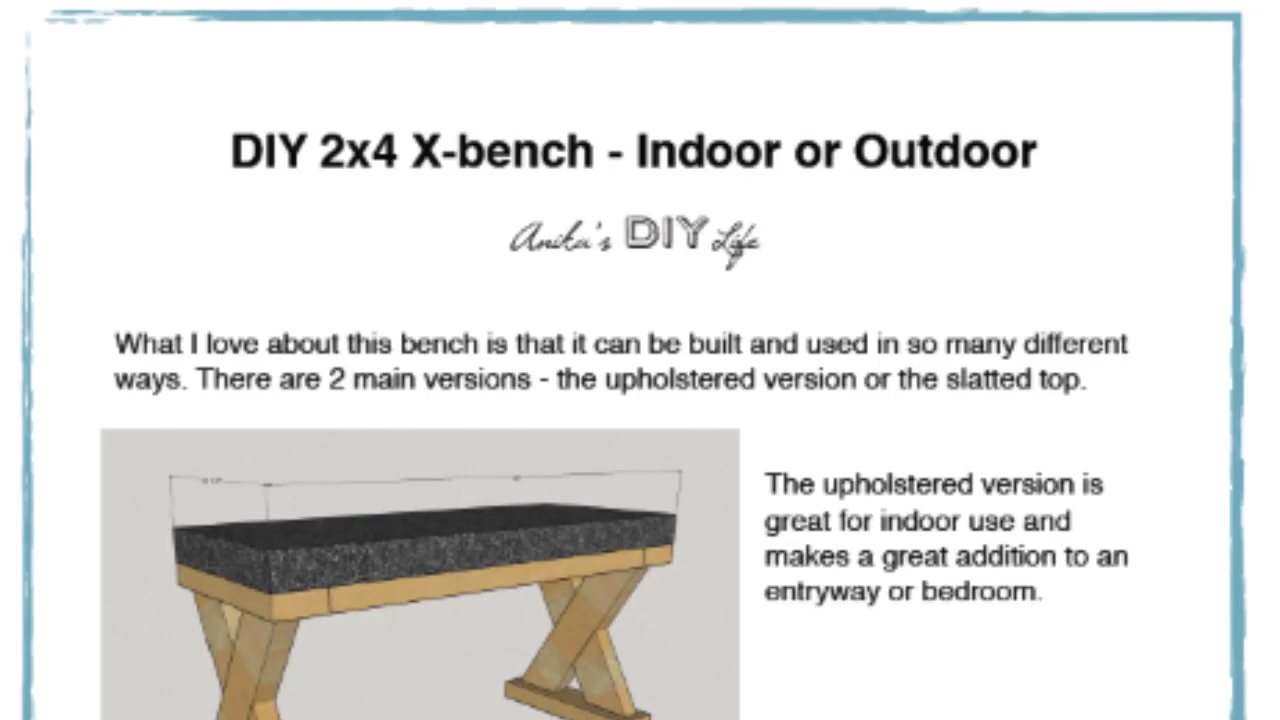 DIY 2x4 X-bench - Indoor or Outdoor
Anika's DIY Life
What I love about this bench is that it can be built and used in so many different
ways. There are 2 main versions - the upholstered version or the slatted top.
The upholstered version is
great for indoor use and
makes a great addition to an
entryway or bedroom.